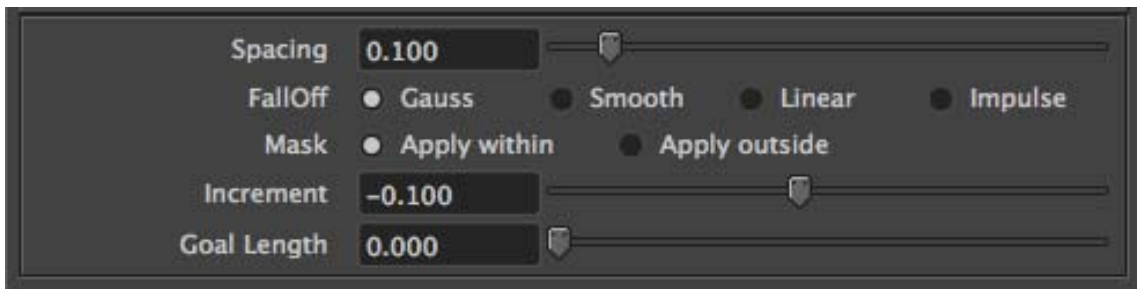 Spacing 0.100
FallOff Gauss Smooth Linear Impulse
Mask Apply within Apply outside
Increment -0.100
Goal Length 0.000